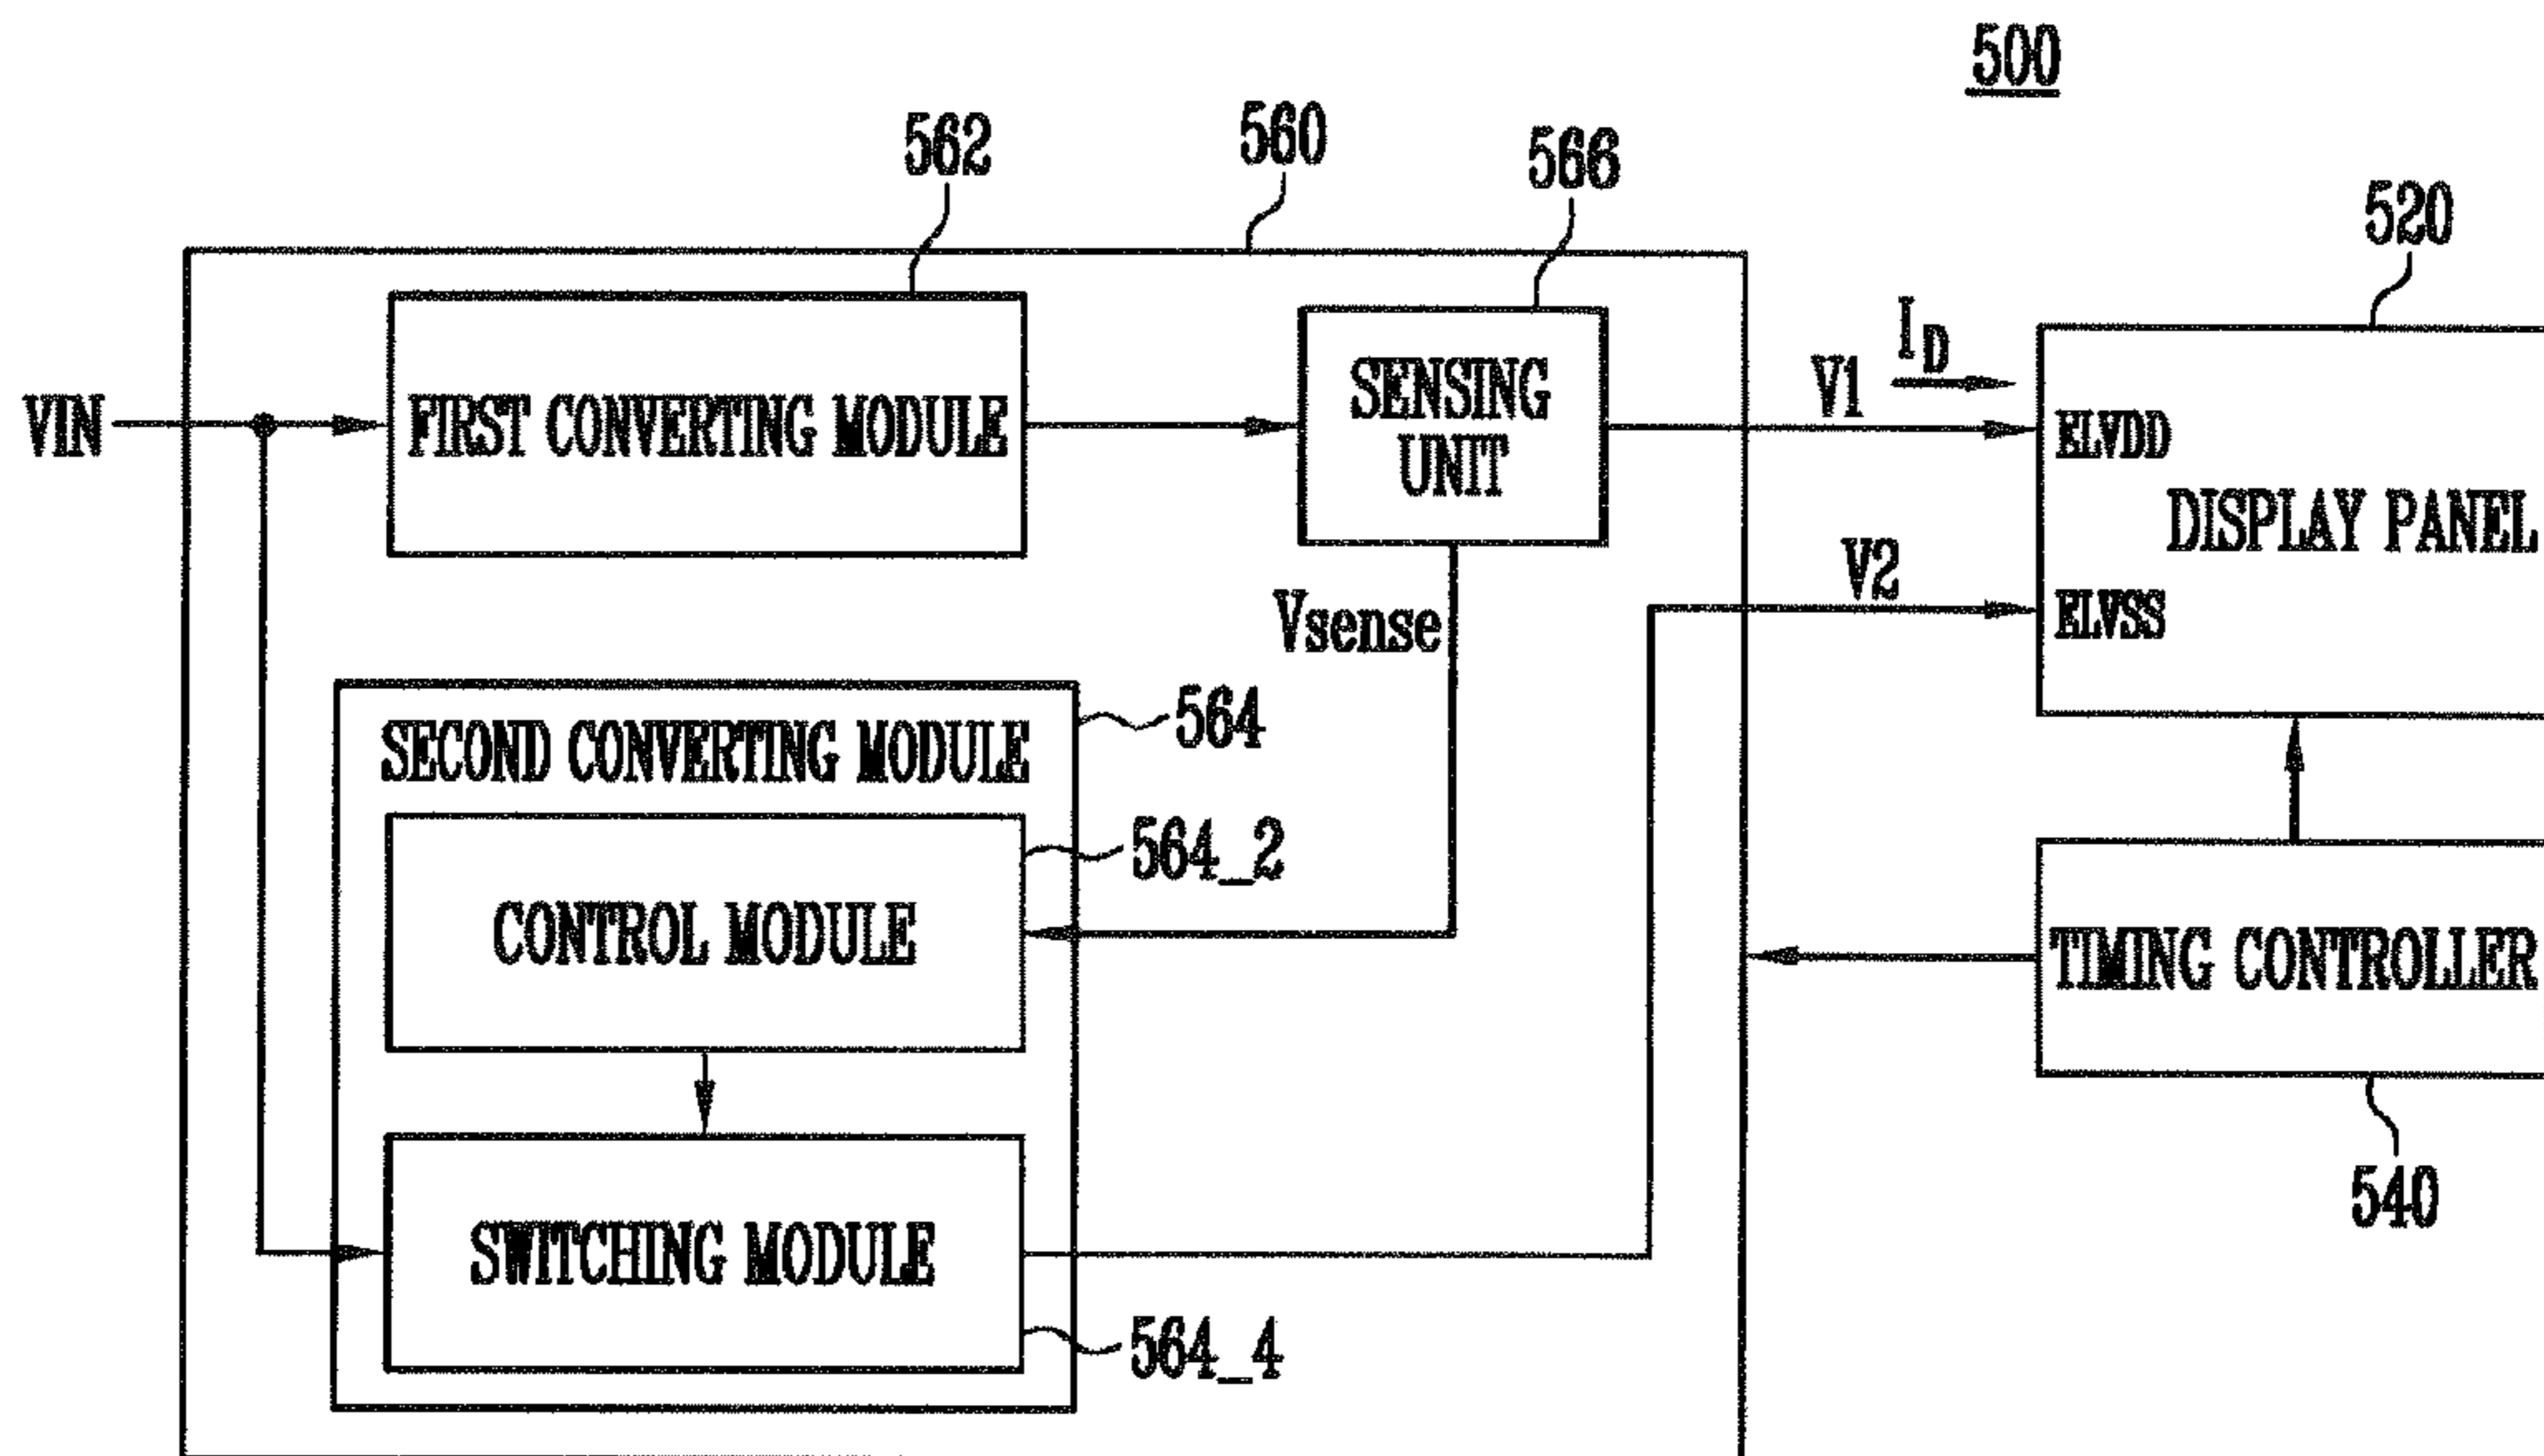 500
562
560
566
520
VIN
FIRST CONVERTING MODULE
SENSING
UNIT
V1
I_D
ELVDD
DISPLAY PANEL
V2
ELVSS
Vsense
SECOND CONVERTING MODULE
564
564_2
CONTROL MODULE
TIMING CONTROLLER
SWITCHING MODULE
540
564_4